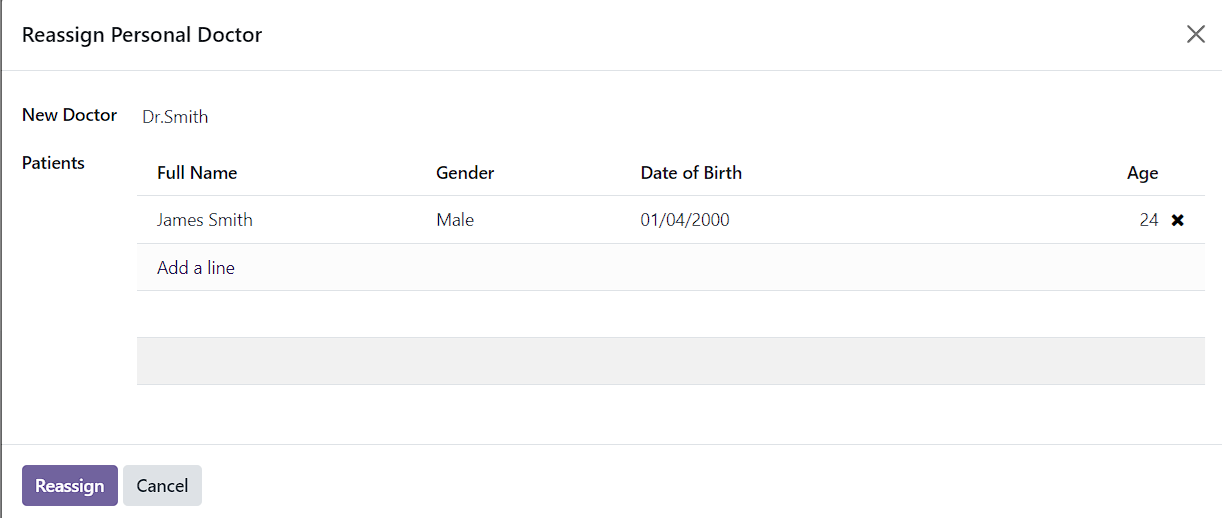 Reassign Personal Doctor
New Doctor Dr.Smith
Patients
Full Name Gender Date of Birth Age
James Smith Male 01/04/2000 24
Add a line
Reassign Cancel